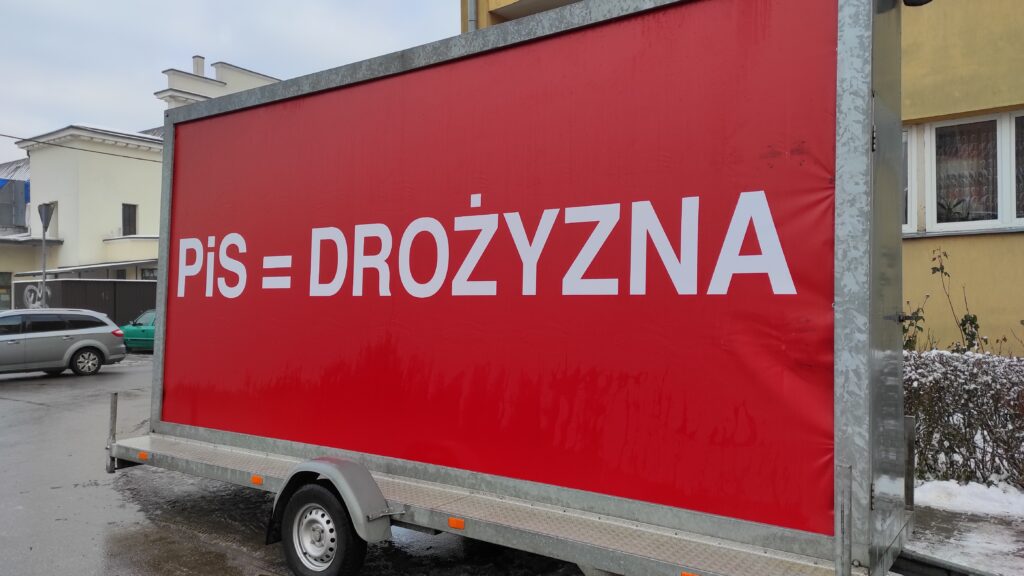 PiS = DROŻYZNA